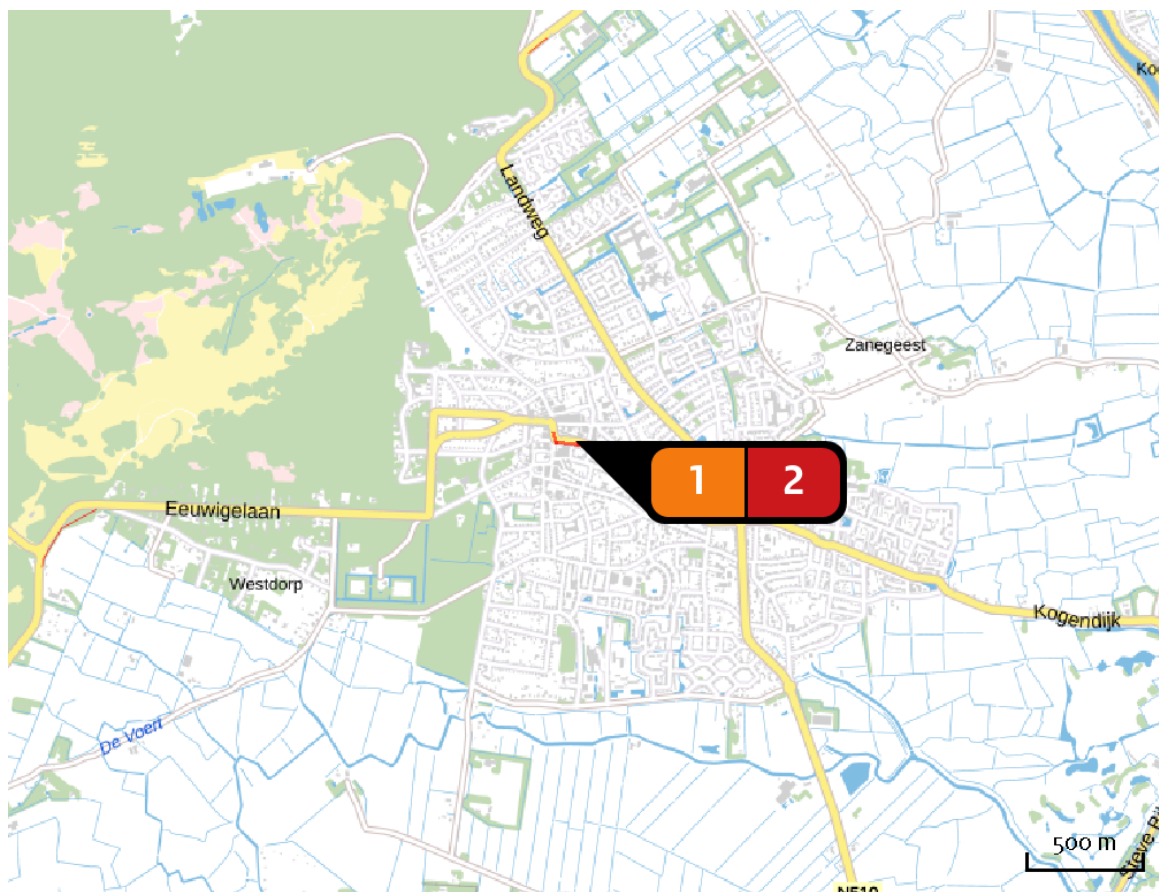 Landweg
Zanegeest
1 2
Eeuwigelaan
Westdorp
Kogendijk
De Voert
500 m